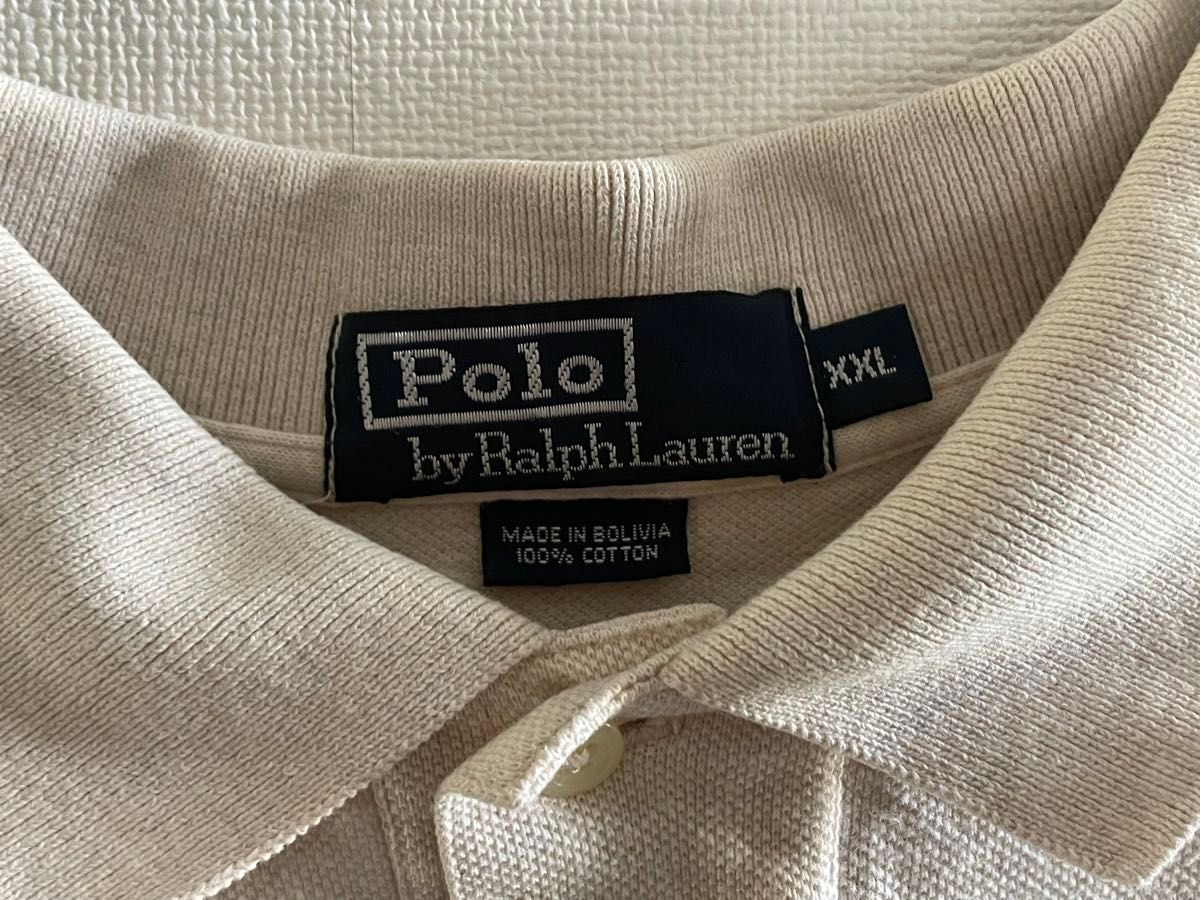 Polo
by Ralph Lauren
XXL
MADE IN BOLIVIA
100% COTTON